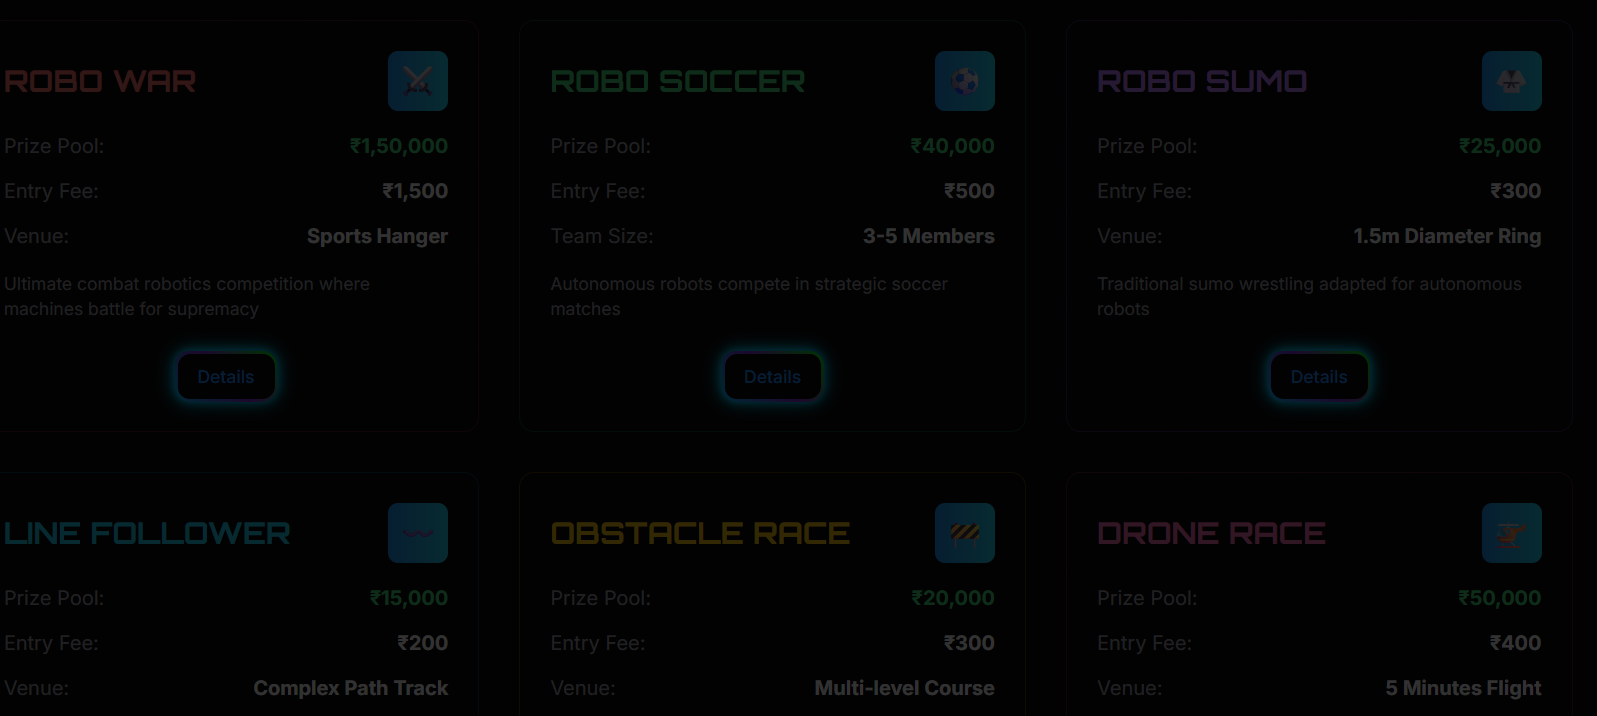 ROBO WAR
Prize Pool: ₹1,50,000
Entry Fee: ₹1,500
Venue: Sports Hanger
Ultimate combat robotics competition where
machines battle for supremacy
Details
ROBO SOCCER
Prize Pool: ₹40,000
Entry Fee: ₹500
Team Size: 3-5 Members
Autonomous robots compete in strategic soccer
matches
Details
ROBO SUMO
Prize Pool: ₹25,000
Entry Fee: ₹300
Venue: 1.5m Diameter Ring
Traditional sumo wrestling adapted for autonomous
robots
Details
LINE FOLLOWER
Prize Pool: ₹15,000
Entry Fee: ₹200
Venue: Complex Path Track
OBSTACLE RACE
Prize Pool: ₹20,000
Entry Fee: ₹300
Venue: Multi-level Course
DRONE RACE
Prize Pool: ₹50,000
Entry Fee: ₹400
Venue: 5 Minutes Flight